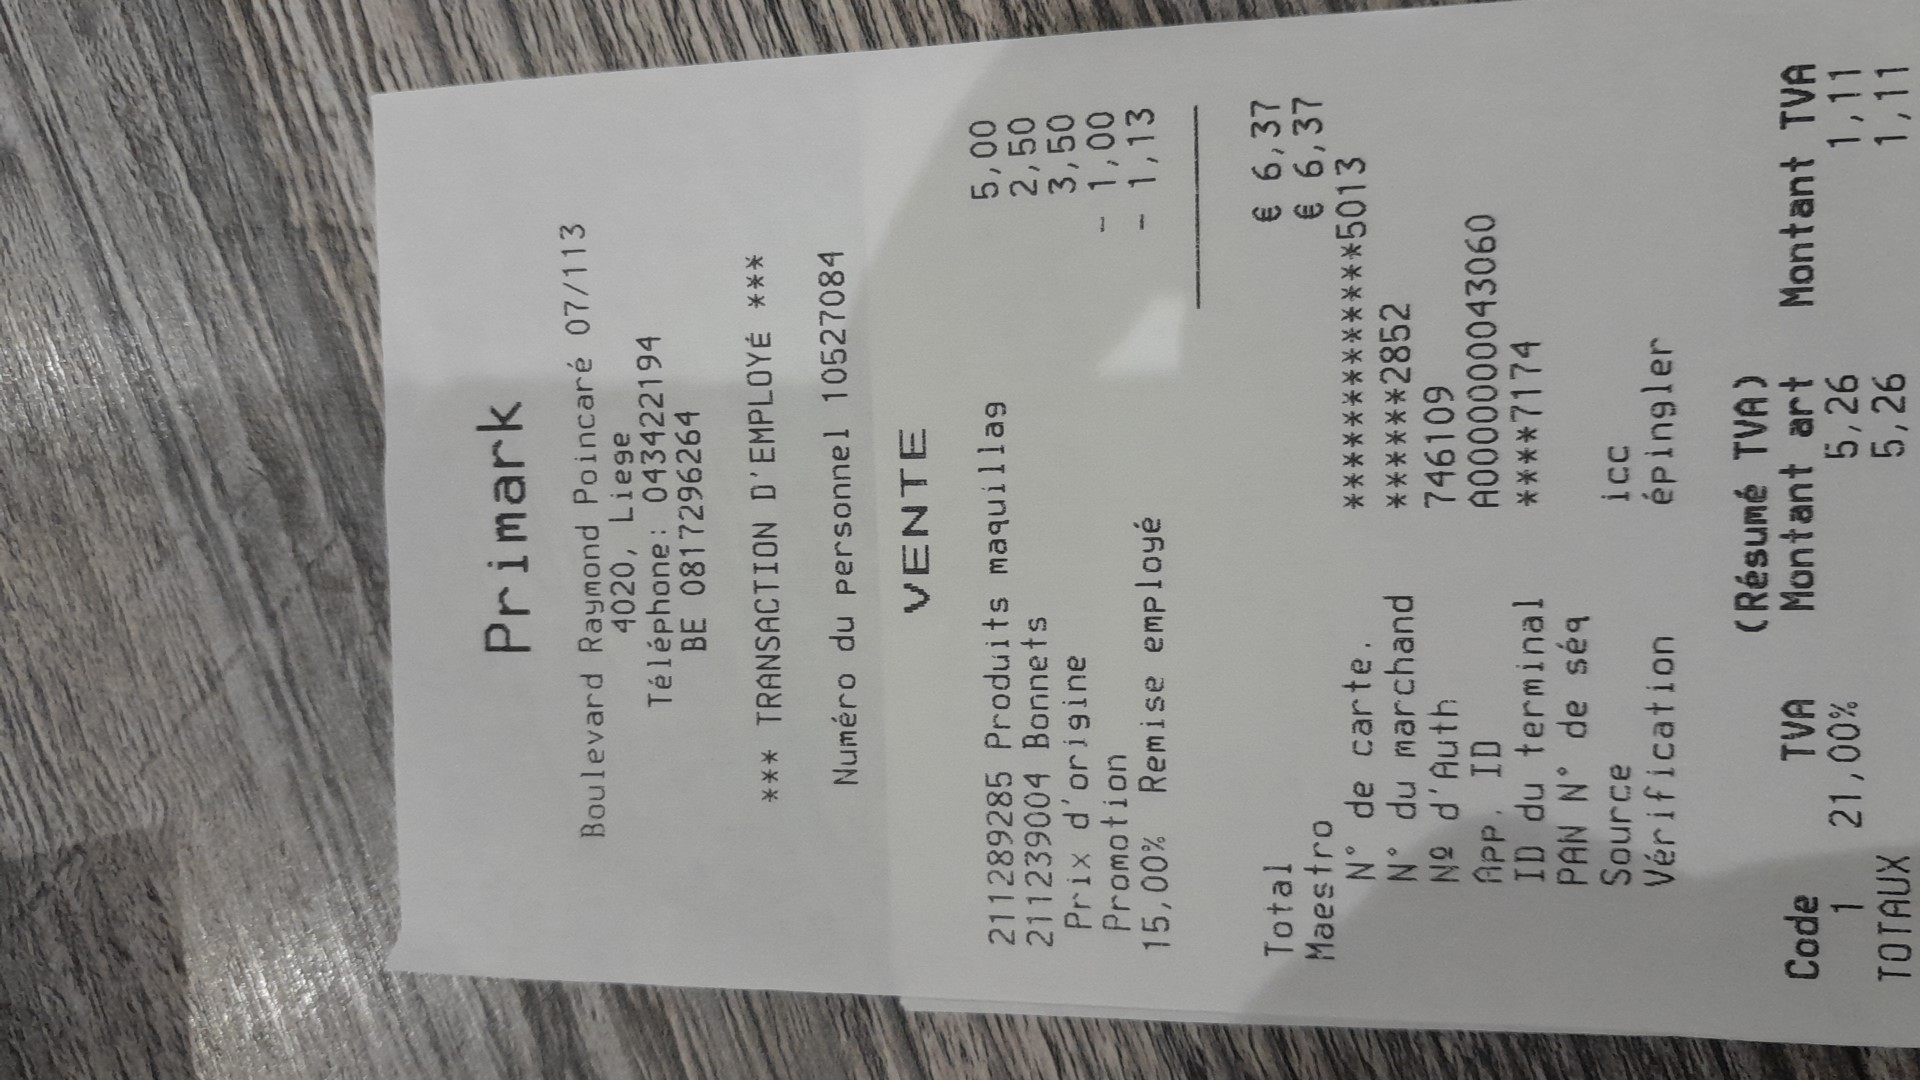 Primark
Boulevard Raymond Poincaré 07/113
4020, Liege
Téléphone: 043422194
BE 0817296264
*** TRANSACTION D'EMPLOYÉ ***
Numéro du personnel 10527084
VENTE
211289285 Produits maquillag 5,00
211239004 Bonnets 2,50
Prix d'origine 3,50
Promotion - 1,00
15,00% Remise employé - 1,13
Total € 6,37
Maestro € 6,37
N° de carte. ***************5013
N° du marchand ******2852
Nº d'Auth 746109
App. ID A0000000043060
ID du terminal ****7174
PAN N° de séq
Source icc
Vérification épingler
(Résumé TVA)
Code TVA Montant art Montant TVA
1 21,00% 5,26 1,11
TOTAUX 5,26 1,11